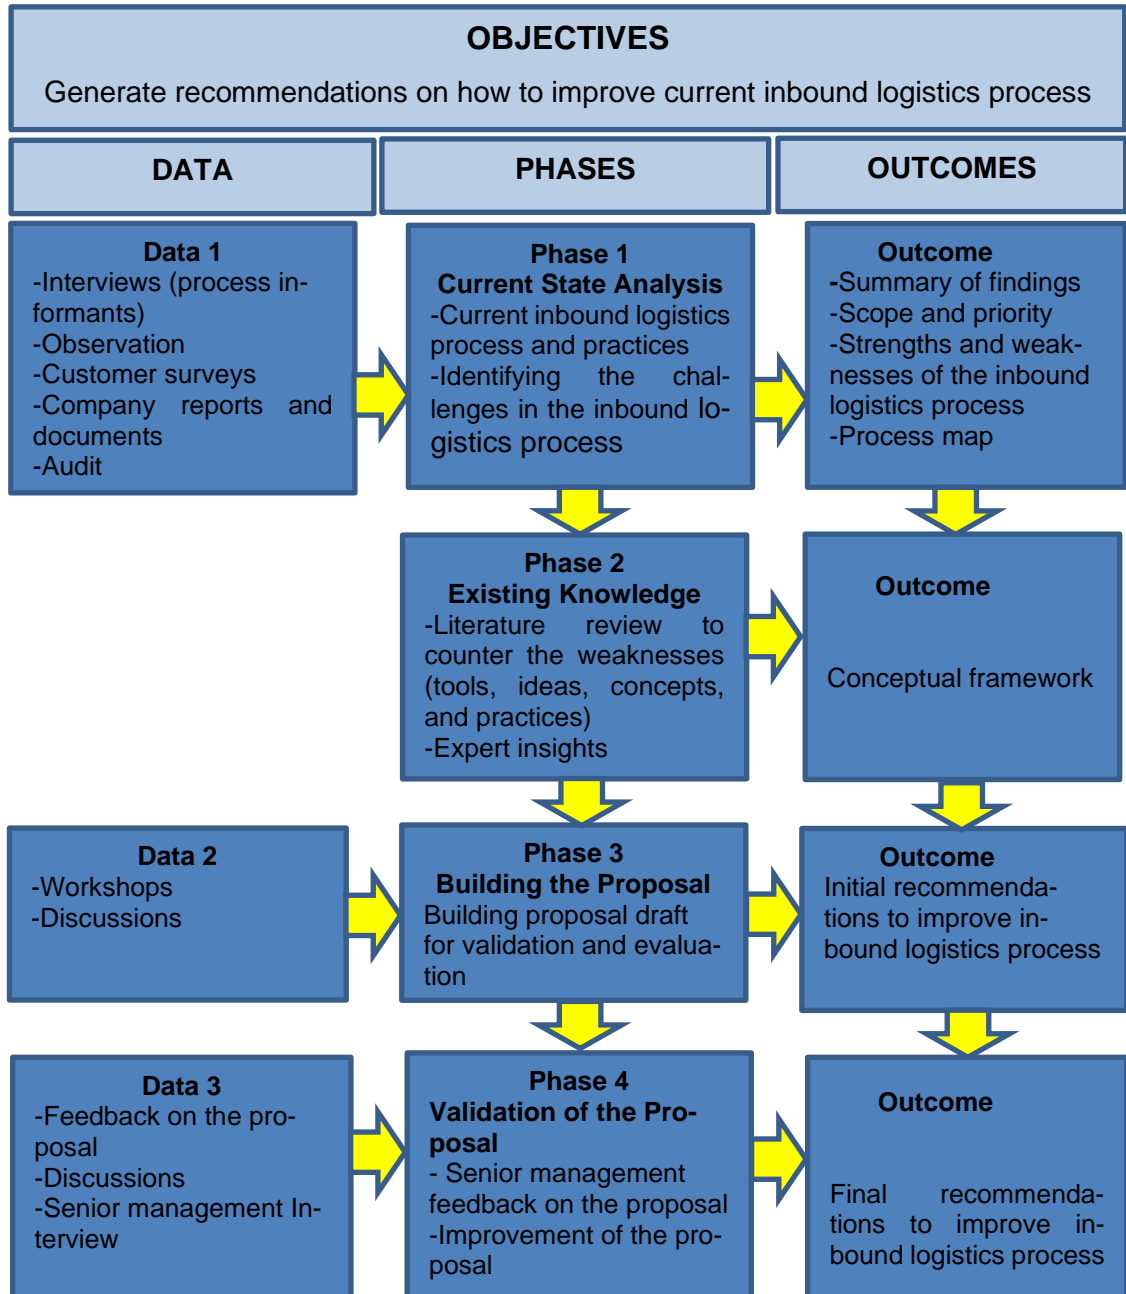 OBJECTIVES
Generate recommendations on how to improve current inbound logistics process
DATA
PHASES
OUTCOMES
Data 1
-Interviews (process in-
formants)
-Observation
-Customer surveys
-Company reports and
documents
-Audit
Phase 1
Current State Analysis
-Current inbound logistics
process and practices
-Identifying the chal-
lenges in the inbound lo-
gistics process
Outcome
-Summary of findings
-Scope and priority
-Strengths and weak-
nesses of the inbound
logistics process
-Process map
Phase 2
Existing Knowledge
-Literature review to
counter the weaknesses
(tools, ideas, concepts,
and practices)
-Expert insights
Outcome
Conceptual framework
Data 2
-Workshops
-Discussions
Phase 3
Building the Proposal
Building proposal draft
for validation and evalua-
tion
Outcome
Initial recommenda-
tions to improve in-
bound logistics process
Data 3
-Feedback on the pro-
posal
-Discussions
-Senior management In-
terview
Phase 4
Validation of the Pro-
posal
- Senior management
feedback on the proposal
-Improvement of the pro-
posal
Outcome
Final recommenda-
tions to improve in-
bound logistics process